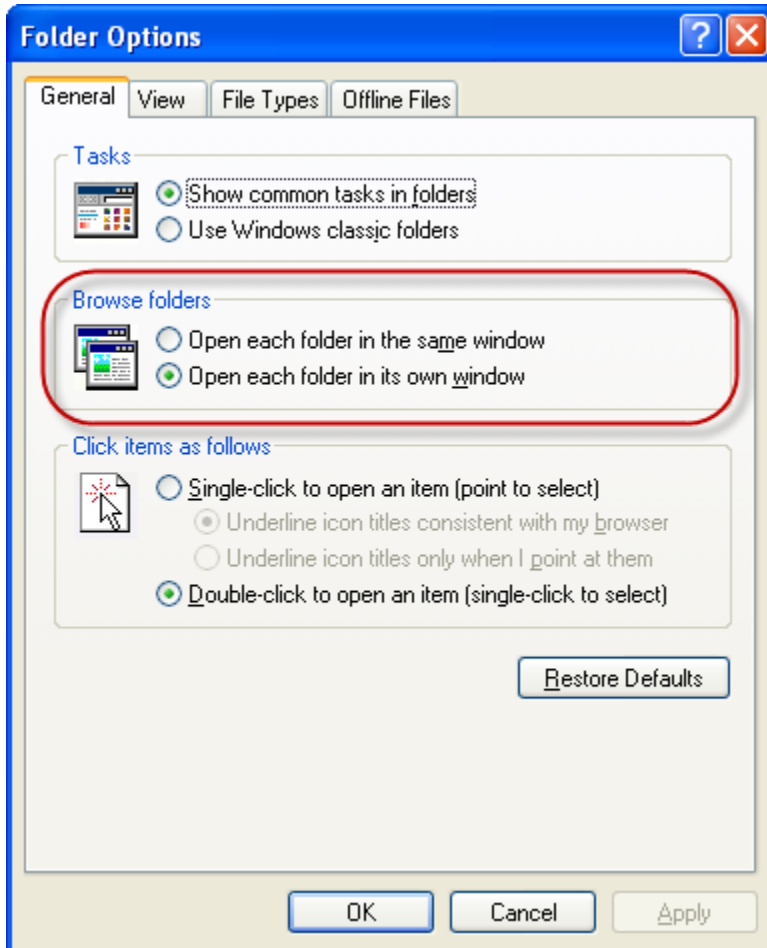 Folder Options
General View File Types Offline Files
Tasks
Show common tasks in folders
Use Windows classic folders
Browse folders
Open each folder in the same window
Open each folder in its own window
Click items as follows
Single-click to open an item (point to select)
Underline icon titles consistent with my browser
Underline icon titles only when I point at them
Double-click to open an item (single-click to select)
Restore Defaults
OK Cancel Apply